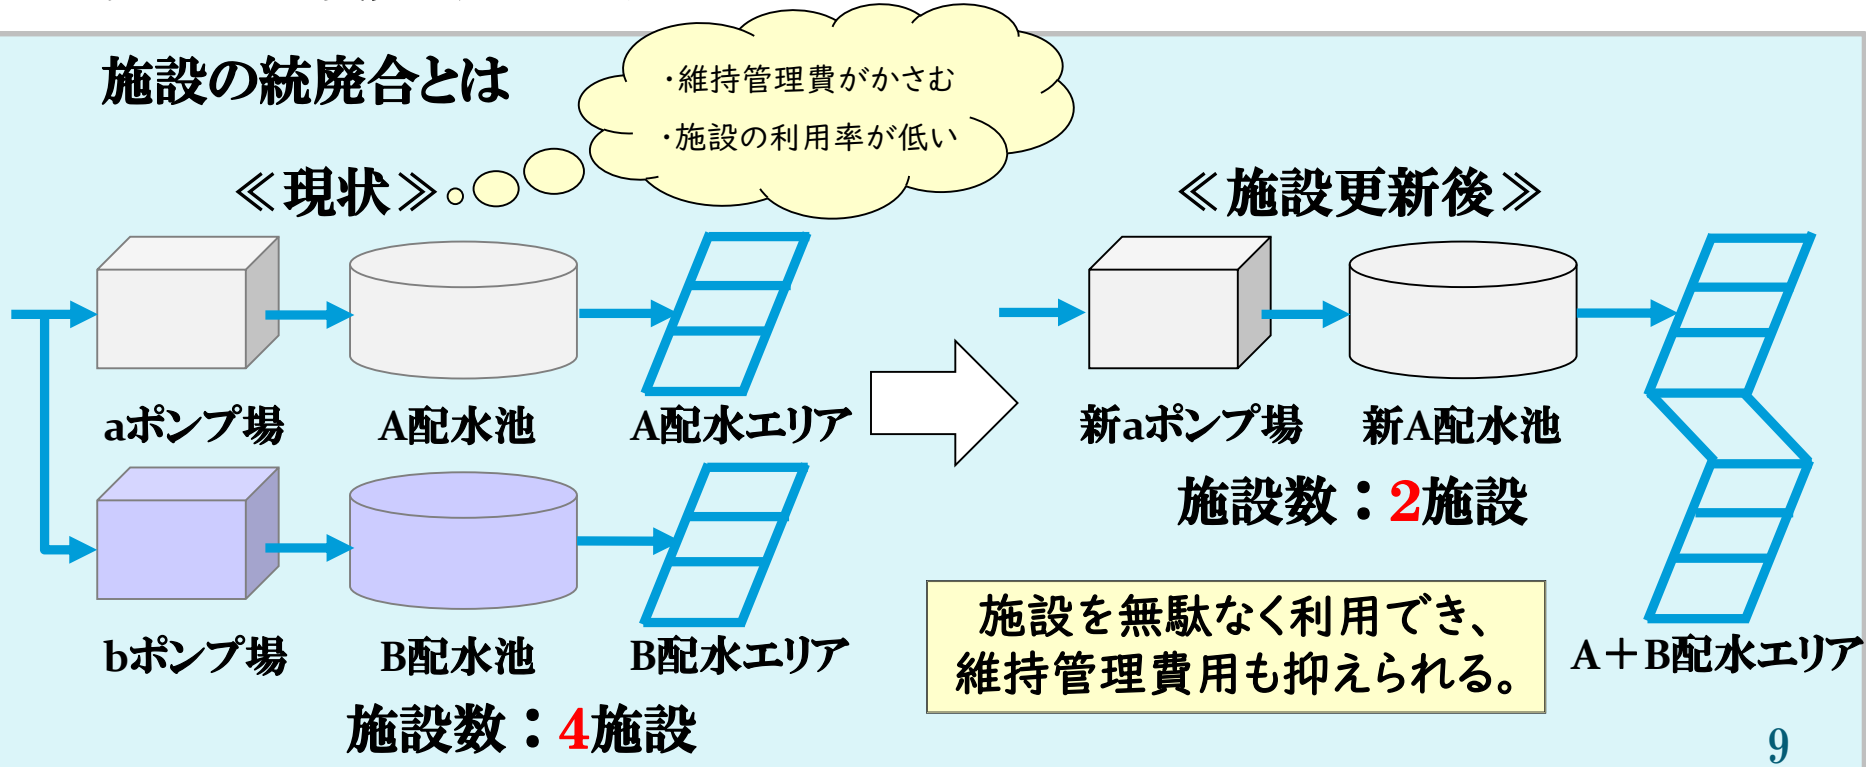 施設の統廃合とは
・維持管理費がかさむ
・施設の利用率が低い
≪現状≫
≪施設更新後≫
aポンプ場
A配水池
A配水エリア
新aポンプ場
新A配水池
施設数：2施設
bポンプ場
B配水池
B配水エリア
施設を無駄なく利用でき、
維持管理費用も抑えられる。
A＋B配水エリア
施設数：4施設
9